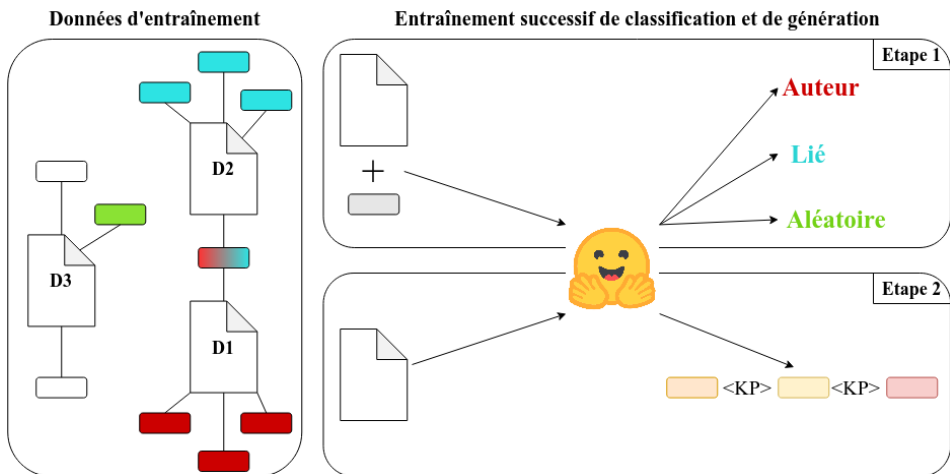 Données d'entraînement
Entraînement successif de classification et de génération
D2
D3
D1
Etape 1
Auteur
+
Lié
Aléatoire
Etape 2
<KP> <KP>